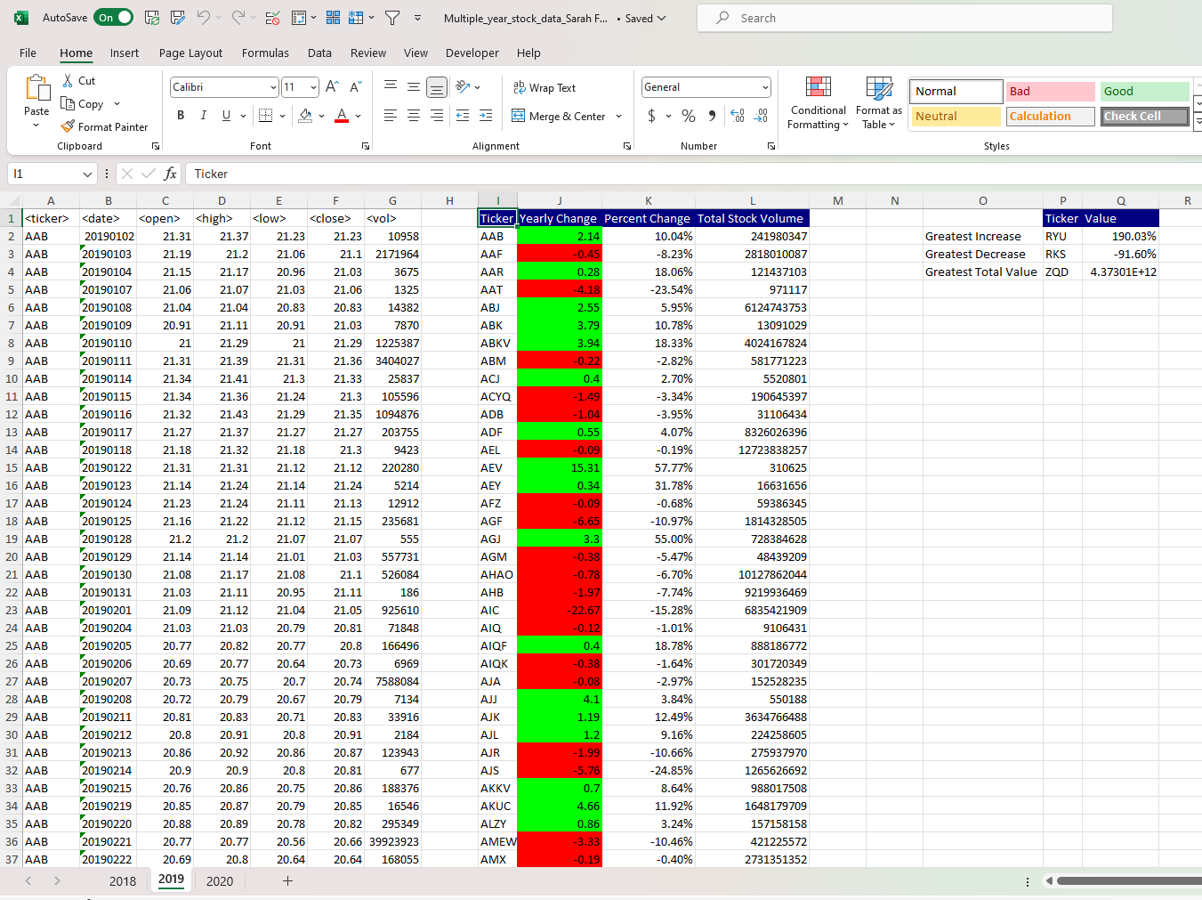 AutoSave On Multiple_year_stock_data_Sarah F... • Saved Search
File Home Insert Page Layout Formulas Data Review View Developer Help
Paste Cut Copy Format Painter Clipboard
Calibri 11 B I U A Font
Wrap Text Merge & Center Alignment
General $ % Number
Conditional Formatting Format as Table
Normal Bad Good
Neutral Calculation Check Cell
Styles
I1 fx Ticker
A B C D E F G H I J K L M N O P Q R
1 <ticker> <date> <open> <high> <low> <close> <vol> Ticker Yearly Change Percent Change Total Stock Volume Ticker Value
2 AAB 20190102 21.31 21.37 21.23 21.23 10958 AAB 2.14 10.04% 241980347 Greatest Increase RYU 190.03%
3 AAB 20190103 21.19 21.2 21.06 21.1 2171964 AAF -0.45 -8.23% 2818010087 Greatest Decrease RKS -91.60%
4 AAB 20190104 21.15 21.17 20.96 21.03 3675 AAR 0.28 18.06% 121437103 Greatest Total Value ZQD 4.37301E+12
5 AAB 20190107 21.06 21.07 21.03 21.06 1325 AAT -4.18 -23.54% 971117
6 AAB 20190108 21.04 21.04 20.83 20.83 14382 ABJ 2.55 5.95% 6124743753
7 AAB 20190109 20.91 21.11 20.91 21.03 7870 ABK 3.79 10.78% 13091029
8 AAB 20190110 21 21.29 21 21.29 1225387 ABKV 3.94 18.33% 4024167824
9 AAB 20190111 21.31 21.39 21.31 21.36 3404027 ABM -0.22 -2.82% 581771223
10 AAB 20190114 21.34 21.41 21.3 21.33 25837 ACJ 0.4 2.70% 5520801
11 AAB 20190115 21.34 21.36 21.24 21.3 105596 ACYQ -1.49 -3.34% 190645397
12 AAB 20190116 21.32 21.43 21.29 21.35 1094876 ADB -1.04 -3.95% 31106434
13 AAB 20190117 21.27 21.37 21.27 21.27 203755 ADF 0.55 4.07% 8326026396
14 AAB 20190118 21.18 21.32 21.18 21.3 9423 AEL -0.09 -0.19% 12723838257
15 AAB 20190122 21.31 21.31 21.12 21.12 220280 AEV 15.31 57.77% 310625
16 AAB 20190123 21.14 21.24 21.14 21.24 5214 AEY 0.34 31.78% 16631656
17 AAB 20190124 21.23 21.24 21.11 21.13 12912 AFZ -0.09 -0.68% 59386345
18 AAB 20190125 21.16 21.22 21.12 21.15 235681 AGF -6.65 -10.97% 1814328505
19 AAB 20190128 21.2 21.2 21.07 21.07 555 AGJ 3.3 55.00% 728384628
20 AAB 20190129 21.14 21.14 21.01 21.03 557731 AGM -0.38 -5.47% 48439209
21 AAB 20190130 21.08 21.17 21.08 21.1 526084 AHAO -0.78 -6.70% 10127862044
22 AAB 20190131 21.03 21.11 20.95 21.11 186 AHB -1.97 -7.74% 9219936469
23 AAB 20190201 21.09 21.12 21.04 21.05 925610 AIC -22.67 -15.28% 6835421909
24 AAB 20190204 21.03 21.03 20.79 20.81 71848 AIQ -0.12 -1.01% 9106431
25 AAB 20190205 20.77 20.82 20.77 20.8 166496 AIQF 0.4 18.78% 888186772
26 AAB 20190206 20.69 20.77 20.64 20.73 6969 AIQK -0.38 -1.64% 301720349
27 AAB 20190207 20.73 20.75 20.7 20.74 7588084 AJA -0.08 -2.97% 152528235
28 AAB 20190208 20.72 20.79 20.67 20.79 7134 AJJ 4.1 3.84% 550188
29 AAB 20190211 20.81 20.83 20.71 20.83 33916 AJK 1.19 12.49% 3634766488
30 AAB 20190212 20.8 20.91 20.8 20.91 2184 AJL 1.2 9.16% 224258605
31 AAB 20190213 20.86 20.92 20.86 20.87 123943 AJR -1.99 -10.66% 275937970
32 AAB 20190214 20.9 20.9 20.8 20.81 677 AJS -5.76 -24.85% 1265626692
33 AAB 20190215 20.76 20.86 20.75 20.86 188376 AKKV 0.7 8.64% 988017508
34 AAB 20190219 20.85 20.87 20.79 20.85 16546 AKUC 4.66 11.92% 1648179709
35 AAB 20190220 20.88 20.89 20.78 20.82 295349 ALZY 0.86 3.24% 157158158
36 AAB 20190221 20.77 20.77 20.56 20.66 39923923 AMEW -3.33 -10.46% 421225572
37 AAB 20190222 20.69 20.8 20.64 20.64 168055 AMX -0.19 -0.40% 2731351352
2018 2019 2020 +